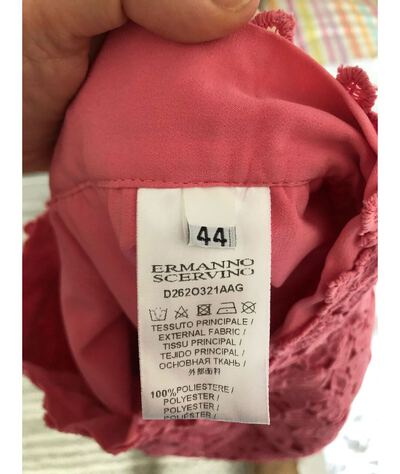 44
ERMANNO
SCERVINO
D262O321AAG
TESSUTO PRINCIPALE /
EXTERNAL FABRIC /
TISSU PRINCIPAL /
TEJIDO PRINCIPAL /
ОСНОВНАЯ ТКАНЬ /
外部面料
100%POLIESTERE /
POLYESTER /
POLYESTER /